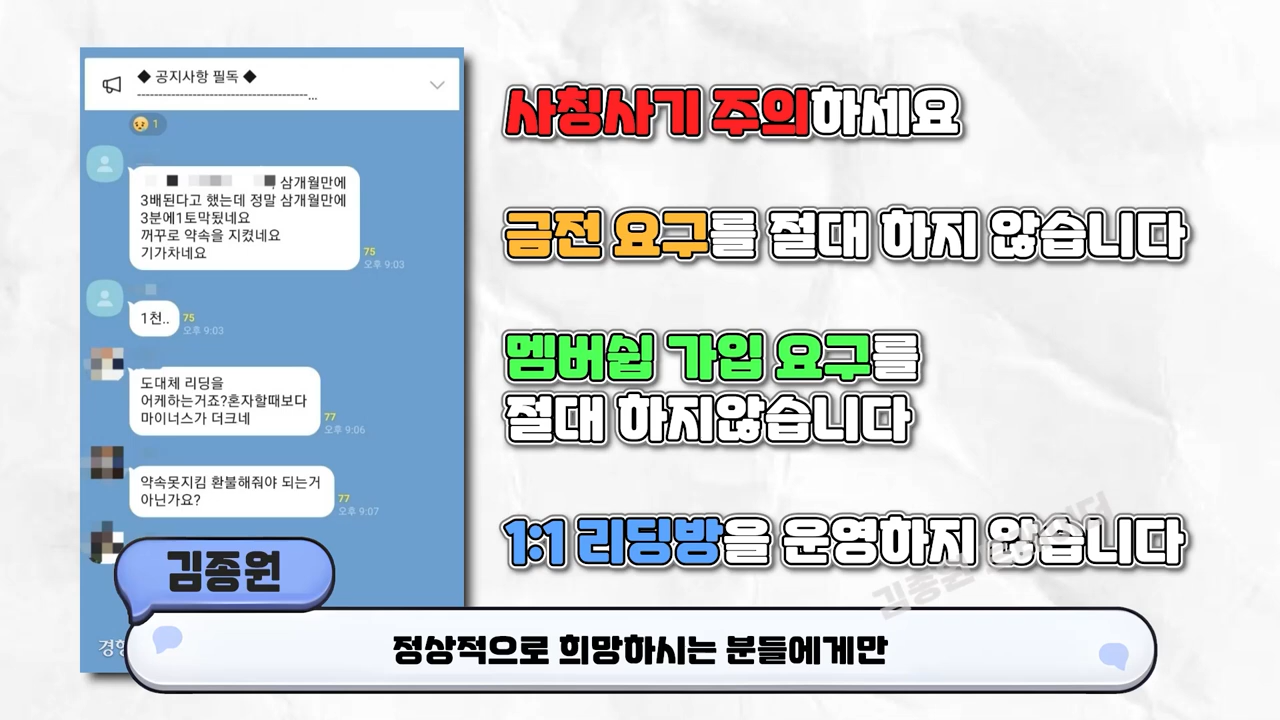 ◆ 공지사항 필독 ◆
----------------------------------------...
1
삼개월만에
3배된다고 했는데 정말 삼개월만에
3분에1토막됬네요
꺼꾸로 약속을 지켰네요
기가차네요
75
오후 9:03
1천..
75
오후 9:03
도대체 리딩을
어케하는거죠?혼자할때보다
마이너스가 더크네
77
오후 9:06
약속못지킴 환불해줘야 되는거
아닌가요?
77
오후 9:07
경향
사칭사기 주의하세요
금전 요구를 절대 하지 않습니다
멤버쉽 가입 요구를
절대 하지않습니다
1:1 리딩방을 운영하지 않습니다
김종원
김종원
정상적으로 희망하시는 분들에게만